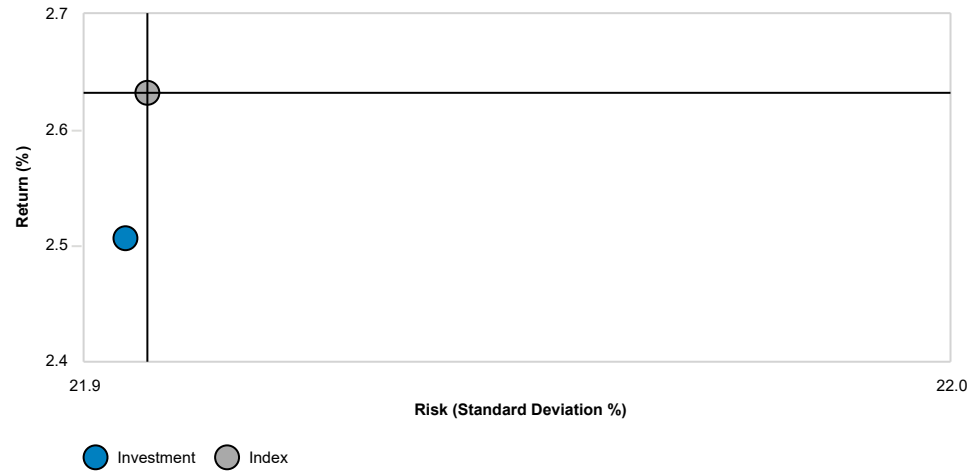 2.7
2.6
2.5
2.4
Return (%)
21.9
22.0
Risk (Standard Deviation %)
Investment
Index